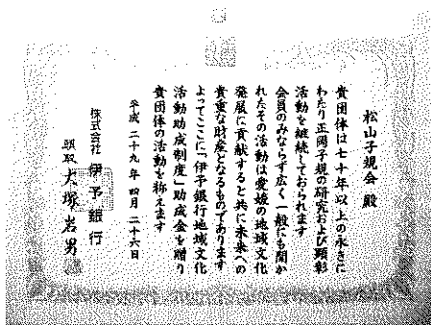 松山子規会 殿
貴団体は七十年以上の永きに
わたり正岡子規の研究および顕彰
活動を継続しておられます
会員のみならず広く一般にも開か
れたその活動は愛媛の地域文化
発展に貢献すると共に未来への
貴重な財産となるものであります
よってここに「伊予銀行地域文化
活動助成制度」助成金を贈り
貴団体の活動を称えます
平成 二十九年 四月 二十六日
株式会社 伊予銀行
頭取 大塚岩男